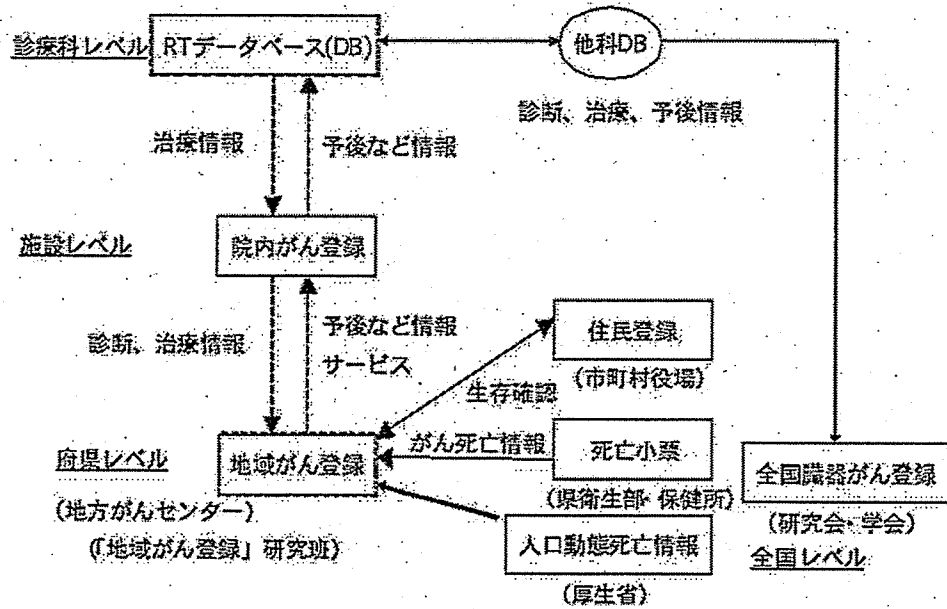 診療科レベル
RTデータベース(DB)
他科DB
診断、治療、予後情報
治療情報
予後など情報
施設レベル
院内がん登録
診断、治療情報
予後など情報
サービス
住民登録
(市町村役場)
生存確認
府県レベル
地域がん登録
がん死亡情報
死亡小票
(県衛生部・保健所)
全国臓器がん登録
(研究会・学会)
全国レベル
(地方がんセンター)
(「地域がん登録」研究班)
人口動態死亡情報
(厚生省)